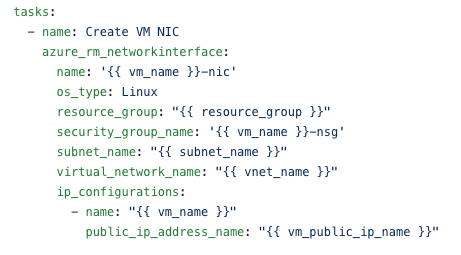 tasks:
  - name: Create VM NIC
    azure_rm_networkinterface:
      name: '{{ vm_name }}-nic'
      os_type: Linux
      resource_group: "{{ resource_group }}"
      security_group_name: '{{ vm_name }}-nsg'
      subnet_name: "{{ subnet_name }}"
      virtual_network_name: "{{ vnet_name }}"
      ip_configurations:
        - name: "{{ vm_name }}"
          public_ip_address_name: "{{ vm_public_ip_name }}"